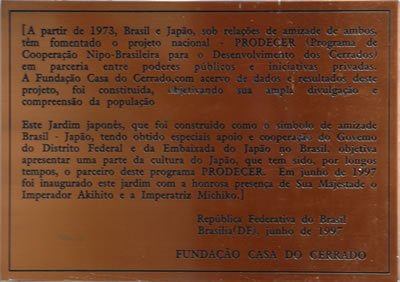 [A partir de 1973, Brasil e Japão, sob relações de amizade de ambos,
têm fomentado o projeto nacional - PRODECER (Programa de
Cooperação Nipo-Brasileira para o Desenvolvimento dos Cerrados)
em parceria entre poderes públicos e iniciativas privadas.
A Fundação Casa do Cerrado,com acervo de dados e resultados deste
projeto, foi constituída, objetivando sua ampla divulgação e
compreensão da população
Este Jardim japonês, que foi construído como o símbolo de amizade
Brasil - Japão, tendo obtido especiais apoio e cooperação do Governo
do Distrito Federal e da Embaixada do Japão no Brasil, objetiva
apresentar uma parte da cultura do Japão, que tem sido, por longos
tempos, o parceiro deste programa PRODECER. Em junho de 1997
foi inaugurado este jardim com a honrosa presença de Sua Majestade o
Imperador Akihito e a Imperatriz Michiko.]
República Federativa do Brasil
Brasília(DF), junho de 1997
FUNDAÇÃO CASA DO CERRADO